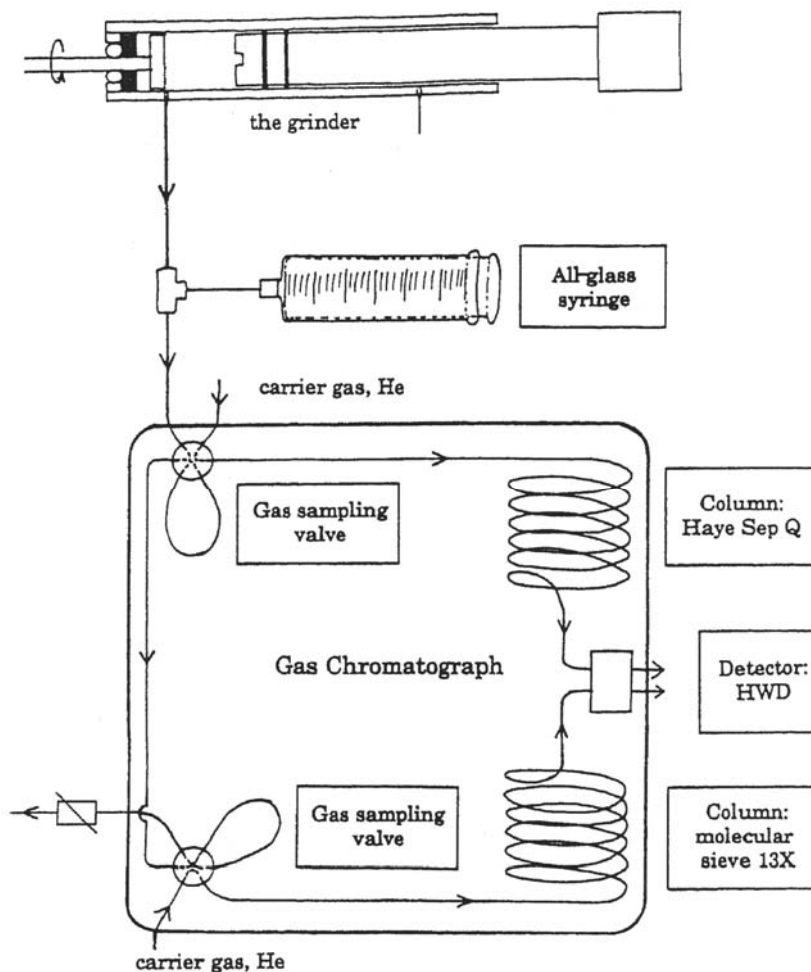 the grinder
All-glass
syringe
carrier gas, He
Gas sampling
valve
Column:
Haye Sep Q
Gas Chromatograph
Detector:
HWD
Gas sampling
valve
Column:
molecular
sieve 13X
carrier gas, He